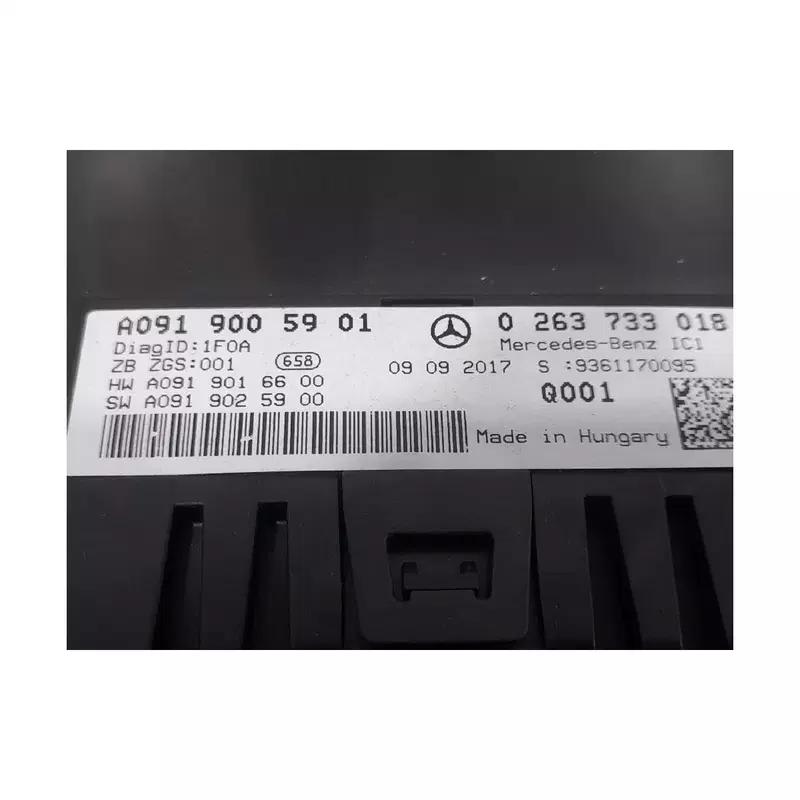 A091 900 59 01 0 263 733 018
DiagID:1F0A Mercedes-Benz IC1
ZB ZGS:001 658 09 09 2017 S :9361170095
HW A091 901 66 00
SW A091 902 59 00 Q001
Made in Hungary